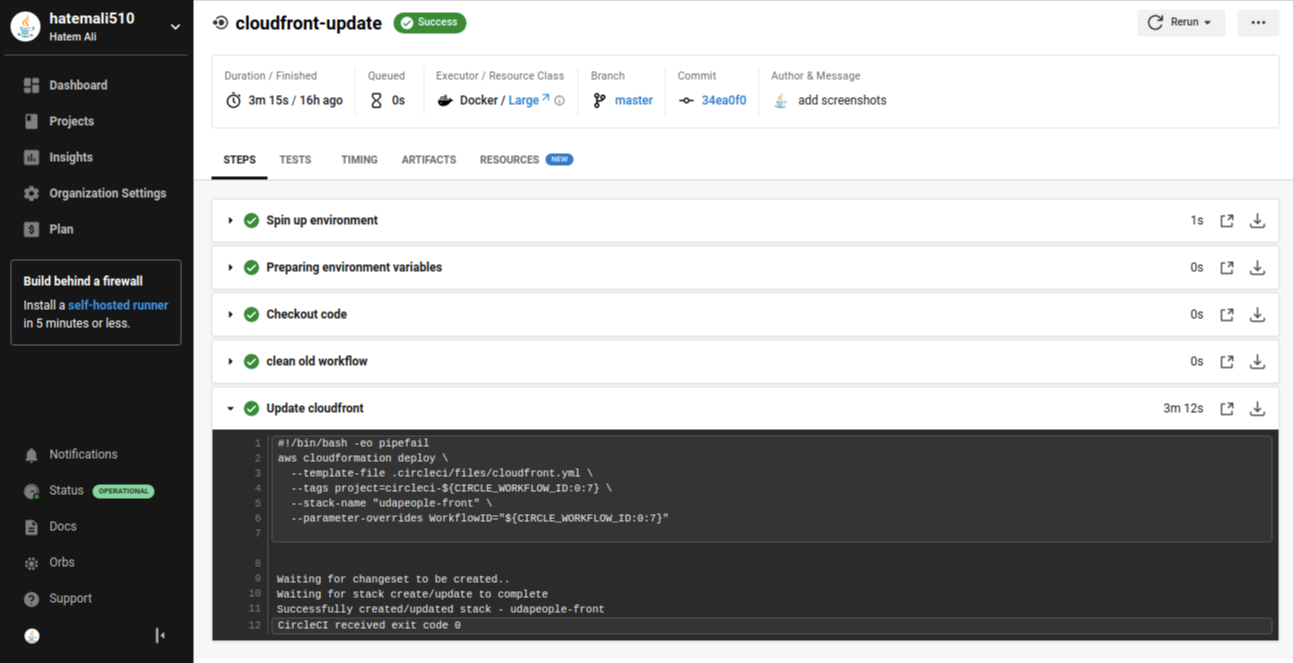 hatemali510
Hatem Ali
Dashboard
Projects
Insights
Organization Settings
Plan
Build behind a firewall
Install a self-hosted runner
in 5 minutes or less.
Notifications
Status OPERATIONAL
Docs
Orbs
Support
cloudfront-update Success
Rerun
Duration / Finished
3m 15s / 16h ago
Queued
0s
Executor / Resource Class
Docker / Large
Branch
master
Commit
34ea0f0
Author & Message
add screenshots
STEPS TESTS TIMING ARTIFACTS RESOURCES NEW
Spin up environment 1s
Preparing environment variables 0s
Checkout code 0s
clean old workflow 0s
Update cloudfront 3m 12s
1 #!/bin/bash -eo pipefail
2 aws cloudformation deploy \
3 --template-file .circleci/files/cloudfront.yml \
4 --tags project=circleci-${CIRCLE_WORKFLOW_ID:0:7} \
5 --stack-name "udapeople-front" \
6 --parameter-overrides WorkflowID="${CIRCLE_WORKFLOW_ID:0:7}"
7
8
9 Waiting for changeset to be created..
10 Waiting for stack create/update to complete
11 Successfully created/updated stack - udapeople-front
12 CircleCI received exit code 0